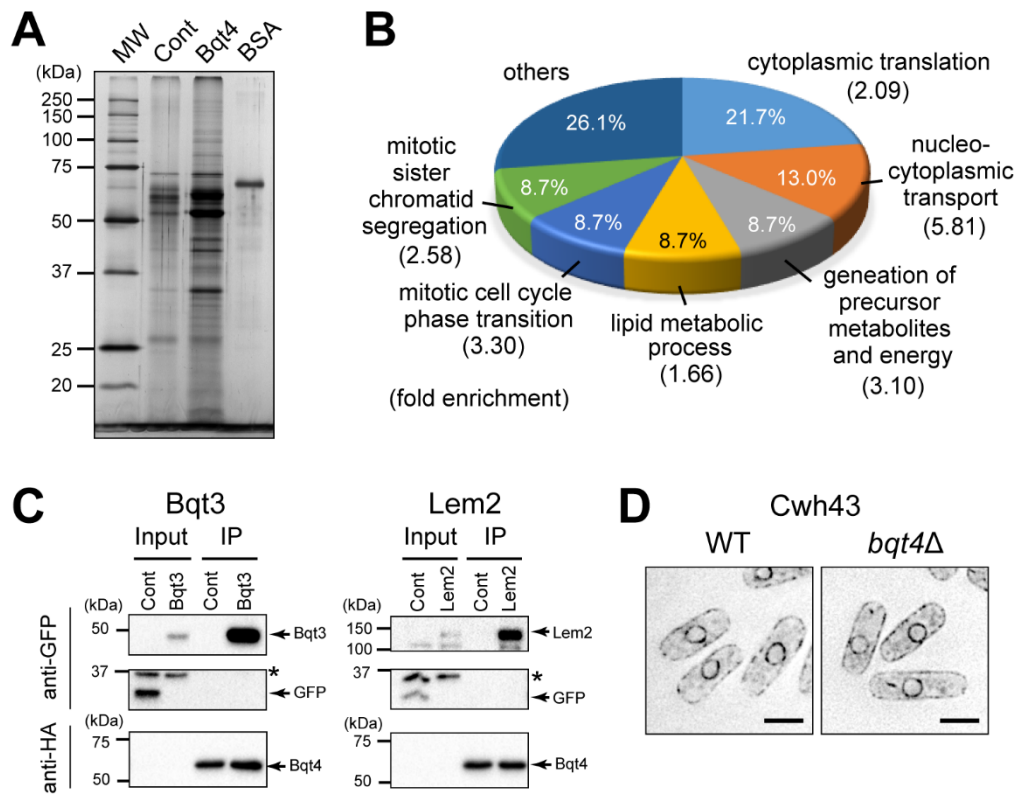 A
MW
Cont
Bqt4
BSA
(kDa)
250
150
100
75
50
37
25
20
B
others
cytoplasmic translation
(2.09)
26.1%
21.7%
mitotic
sister
chromatid
segregation
(2.58)
8.7%
13.0%
nucleo-
cytoplasmic
transport
(5.81)
8.7%
8.7%
8.7%
mitotic cell cycle
phase transition
(3.30)
lipid metabolic
process
(1.66)
geneation of
precursor
metabolites
and energy
(3.10)
(fold enrichment)
C
Bqt3
Input IP
Cont
Bqt3
Cont
Bqt3
(kDa)
anti-GFP
50
Bqt3
37
*
GFP
anti-HA
(kDa)
75
50
Bqt4
Lem2
Input IP
Cont
Lem2
Cont
Lem2
(kDa)
150
100
Lem2
37
*
GFP
(kDa)
75
50
Bqt4
D
Cwh43
WT
bqt4Δ